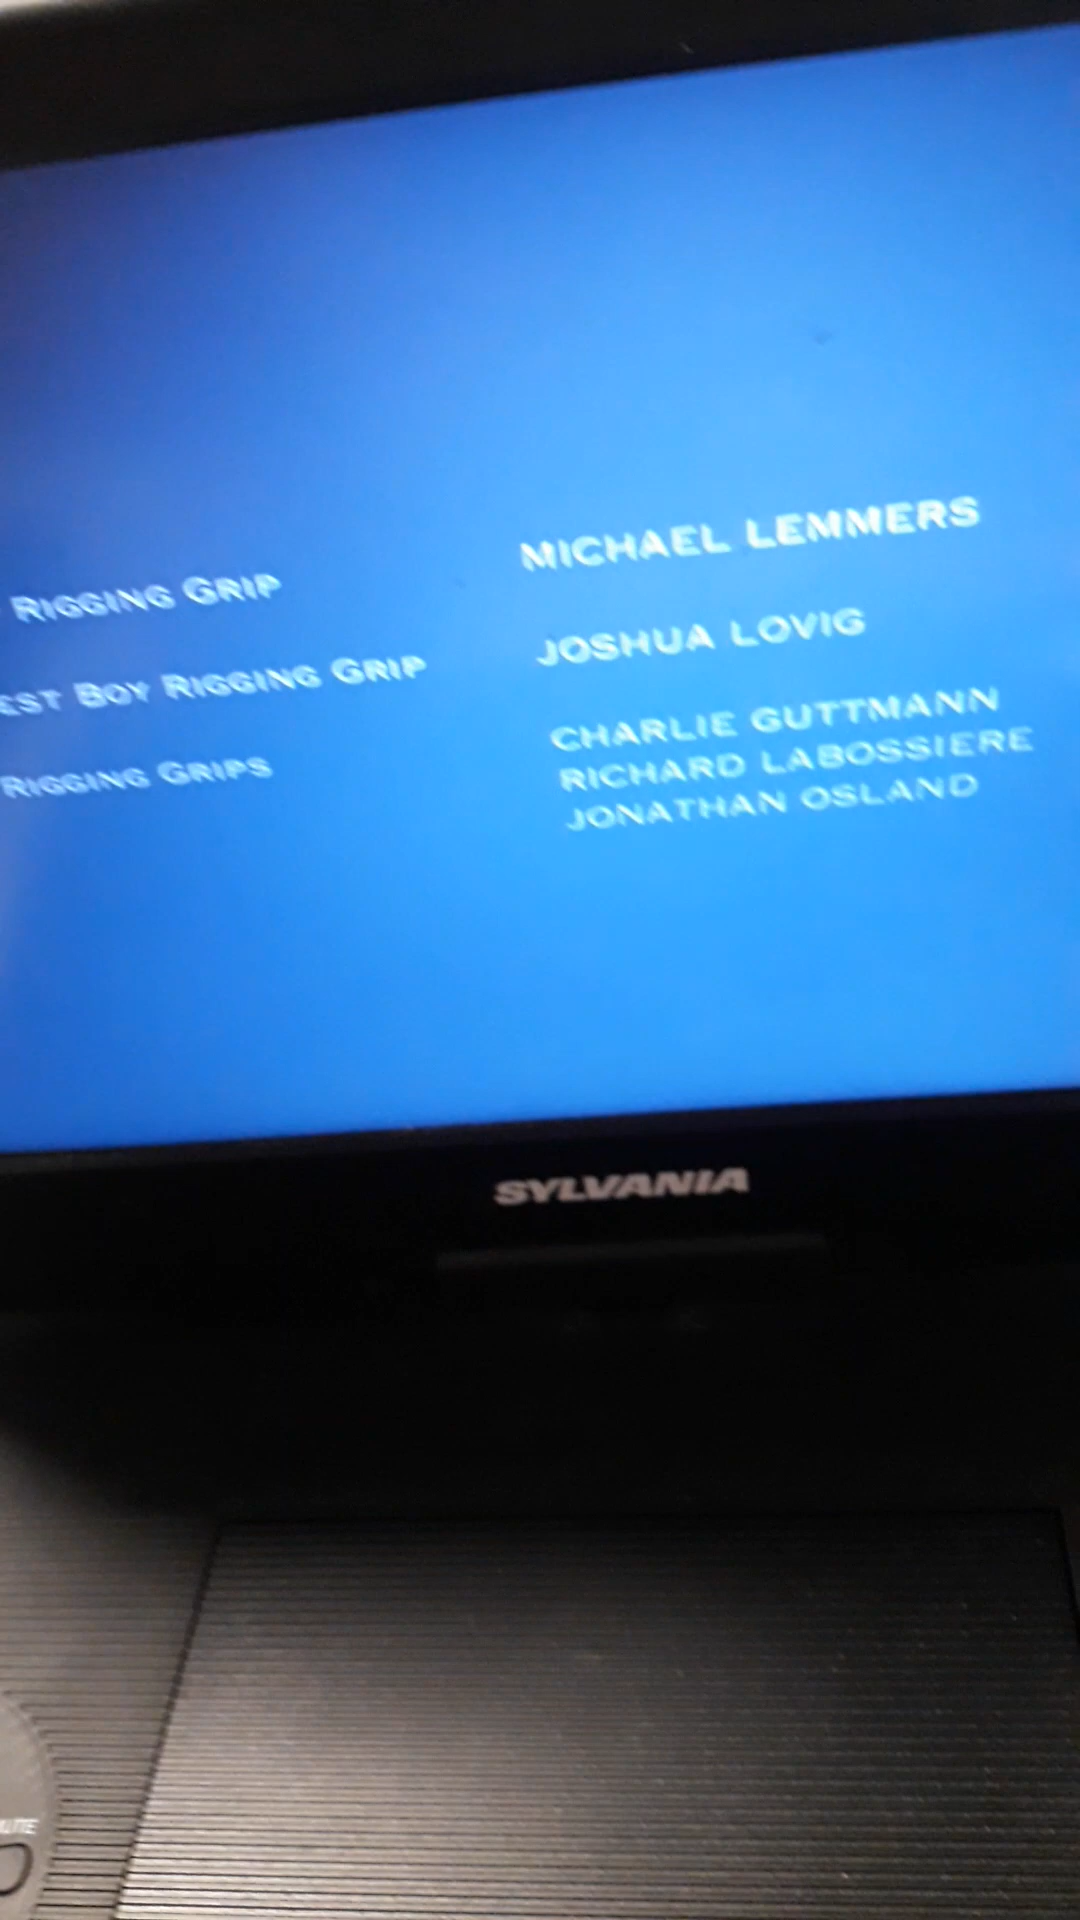 RIGGING GRIP MICHAEL LEMMERS
BOY RIGGING GRIP JOSHUA LOVIG
RIGGING GRIPS CHARLIE GUTTMANN
RICHARD LABOSSIERE
JONATHAN OSLAND
SYLVANIA